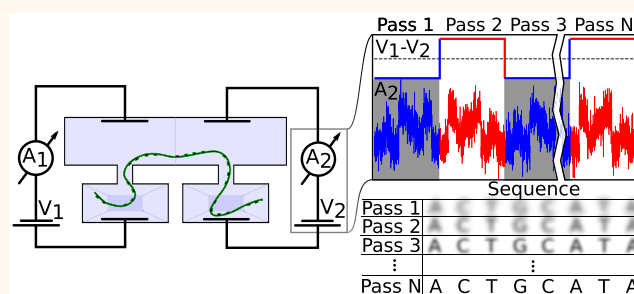 Pass 1 Pass 2 Pass 3 Pass N
V1-V2
A2
A1
A2
V1
V2
Sequence
Pass 1 A C T G C A T A
Pass 2 A C T G C A T A
Pass 3 A C T G C A T A
⋮ ⋮
Pass N A C T G C A T A